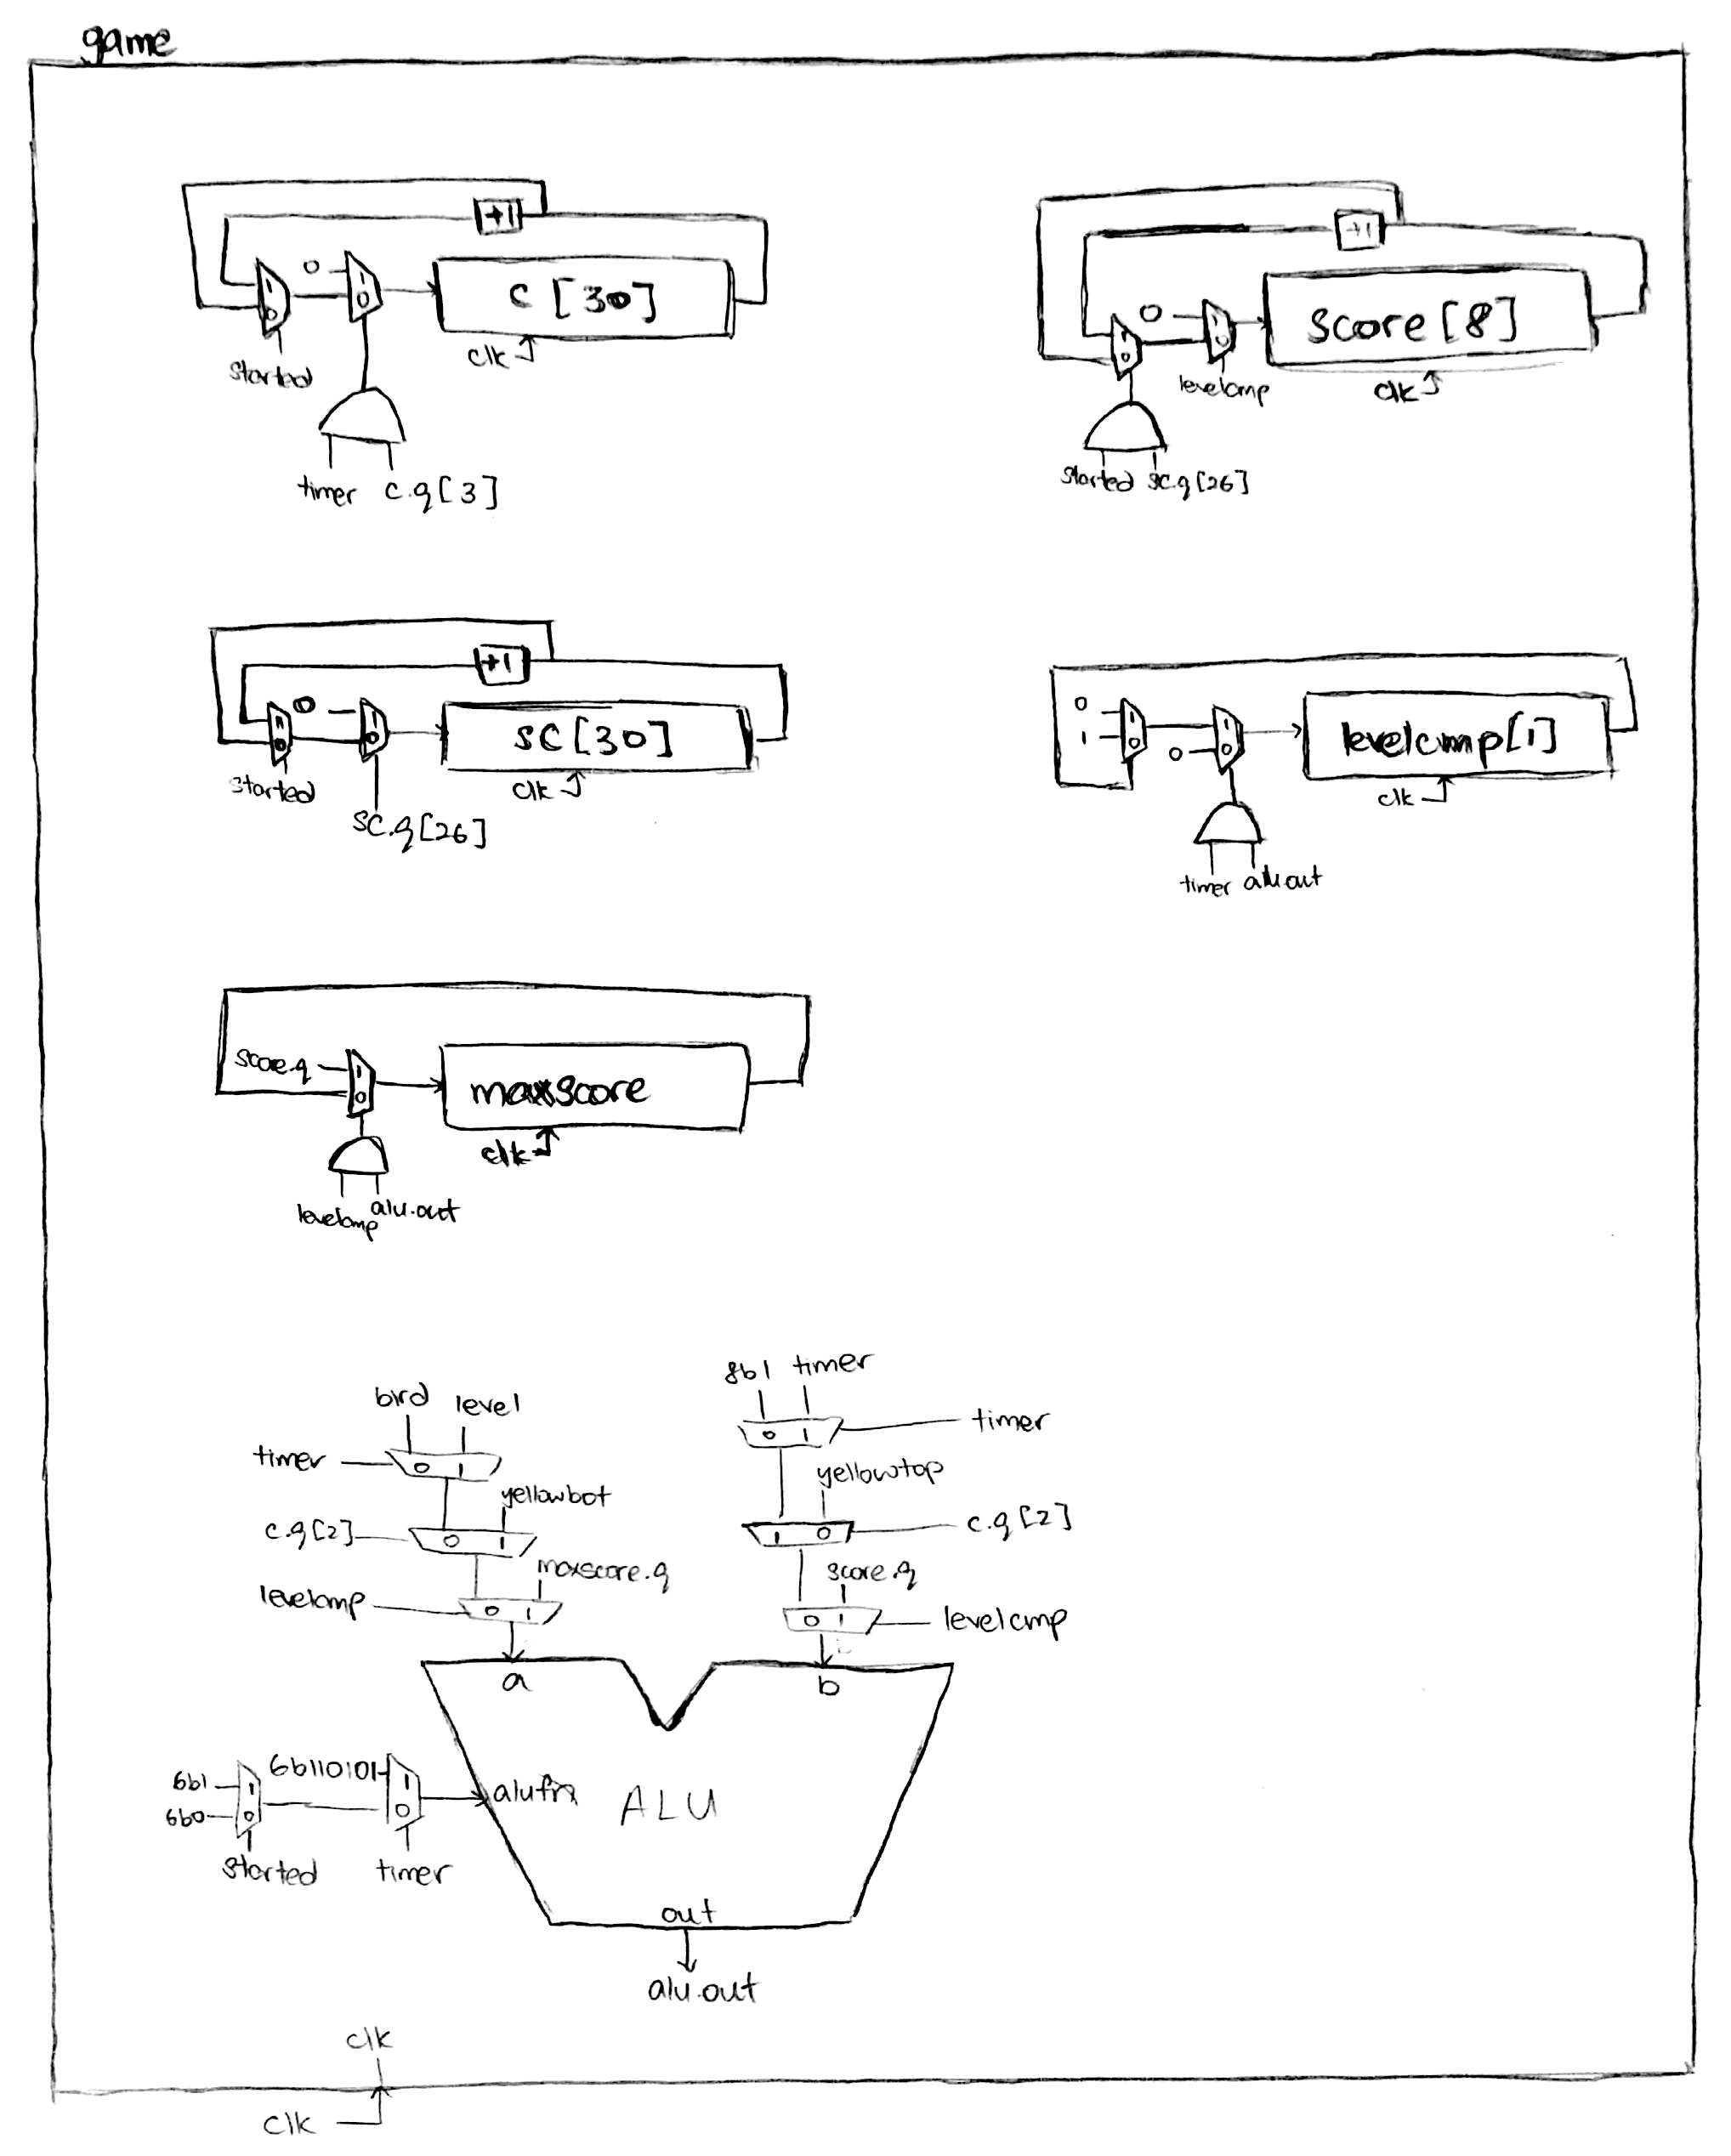 game
+1
0
1
0
1
0
c [30]
started
clk
timer c.q[3]
+1
0
1
0
1
0
score [8]
levelcmp
clk
started sc.q[26]
+1
0
1
0
1
0
sc[30]
started
clk
sc.q[26]
0
1
1
0
0
1
0
levelcmp[1]
clk
timer alu.out
score.q
1
0
maxscore
clk
levelcmp alu.out
bird level
timer
0 1
yellowbot
c.q[2]
0 1
maxscore.q
levelcmp
0 1
8b1 timer
0 1
timer
yellowtop
1 0
c.q[2]
score.q
0 1
levelcmp
a
b
6b1
6b0
1
0
6b110101
1
0
alufn
ALU
started timer
out
alu.out
clk
clk